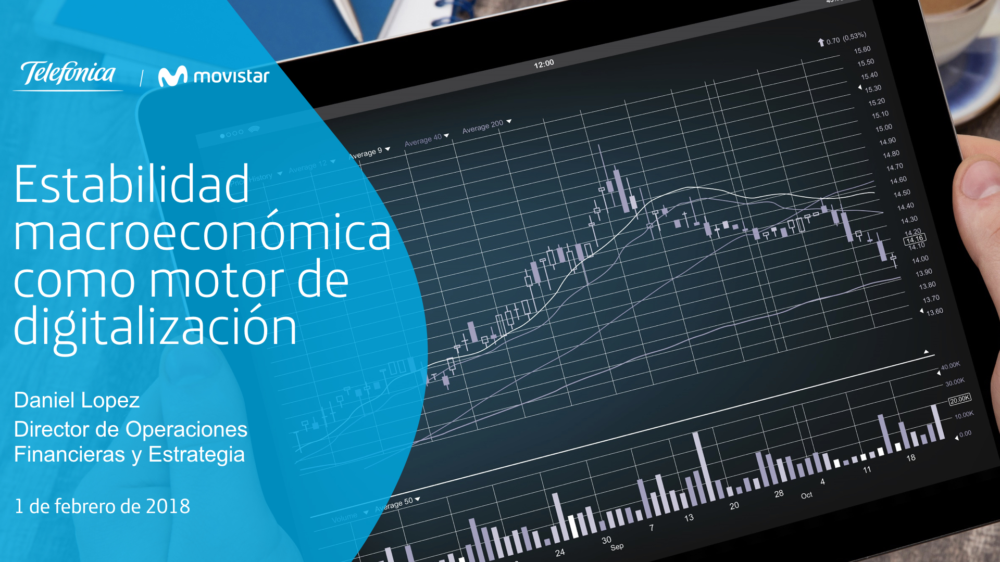 Telefónica | movistar
Estabilidad
macroeconómica
como motor de
digitalización
Daniel Lopez
Director de Operaciones
Financieras y Estrategia
1 de febrero de 2018
12:00
0.70 (0,53%)
Price History
Average 12
Average 9
Average 40
Average 200
15.60
15.50
15.40
15.30
15.20
15.10
15.00
14.90
14.80
14.70
14.60
14.50
14.40
14.30
14.20
14.16
14.10
14.00
13.90
13.80
13.70
13.60
40.00K
30.00K
20.00K
10.00K
0.00
Volume
Average 50
24
30
Sep
7
13
20
28
Oct
4
11
18